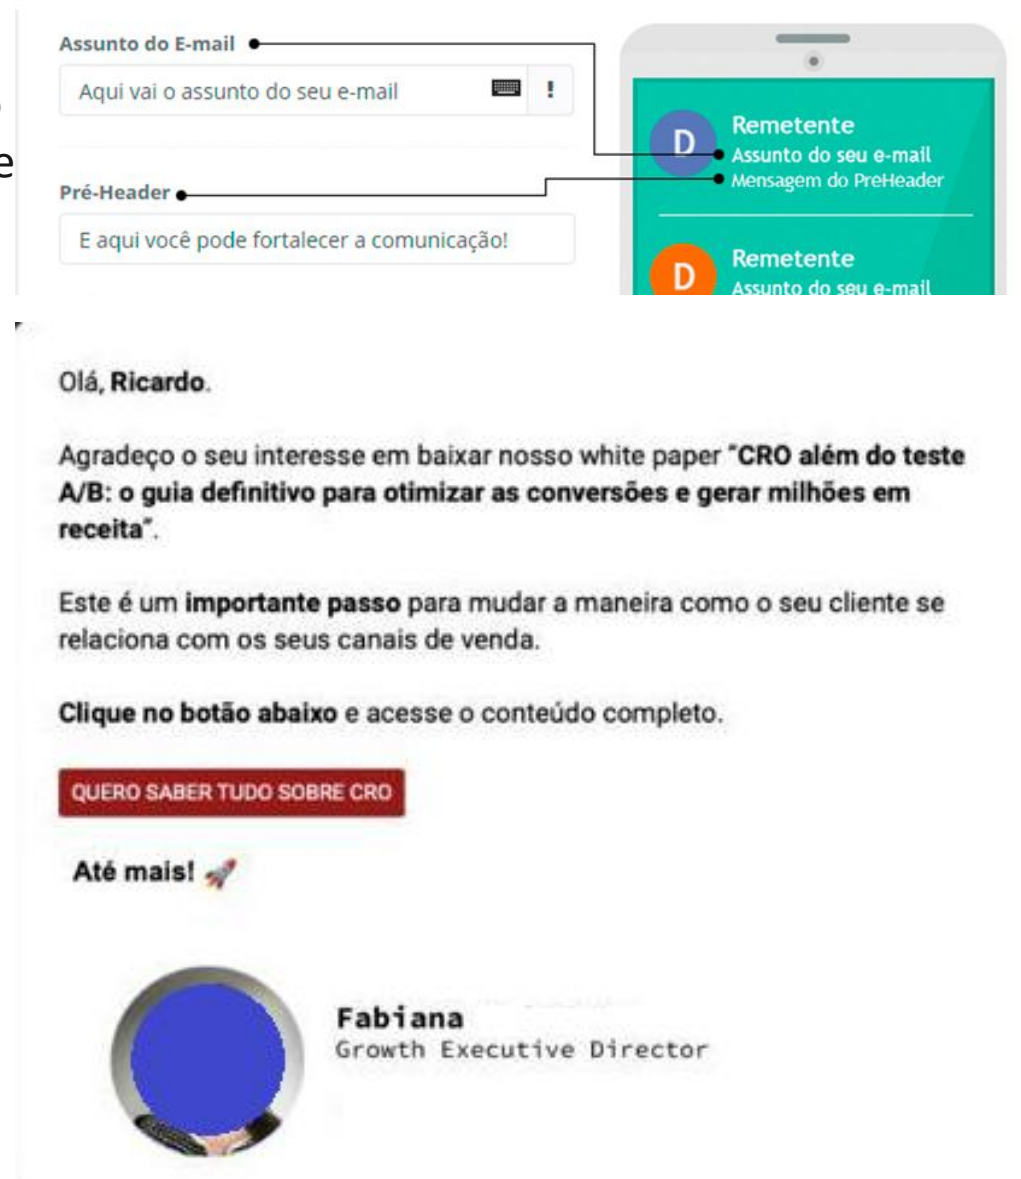 Assunto do E-mail
Aqui vai o assunto do seu e-mail
!
e
Pré-Header
E aqui você pode fortalecer a comunicação!
D
Remetente
Assunto do seu e-mail
Mensagem do PreHeader
D
Remetente
Assunto do seu e-mail
Olá, Ricardo.
Agradeço o seu interesse em baixar nosso white paper “CRO além do teste
A/B: o guia definitivo para otimizar as conversões e gerar milhões em
receita”.
Este é um importante passo para mudar a maneira como o seu cliente se
relaciona com os seus canais de venda.
Clique no botão abaixo e acesse o conteúdo completo.
QUERO SABER TUDO SOBRE CRO
Até mais! 🚀
Fabiana
Growth Executive Director